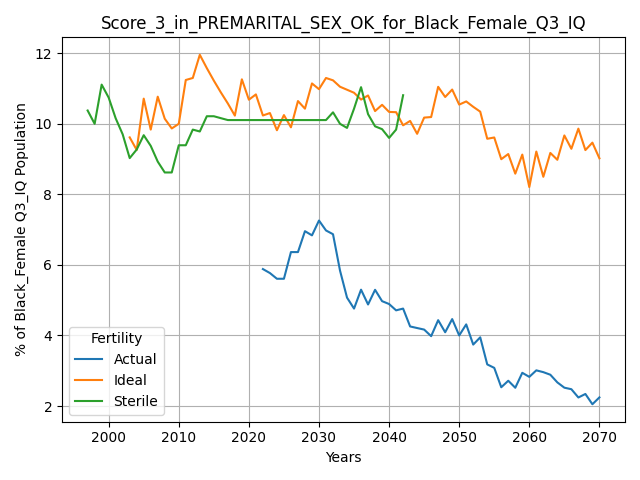 Score_3_in_PREMARITAL_SEX_OK_for_Black_Female_Q3_IQ
% of Black_Female Q3_IQ Population
12
10
8
6
4
2
Fertility
Actual
Ideal
Sterile
2000 2010 2020 2030 2040 2050 2060 2070
Years